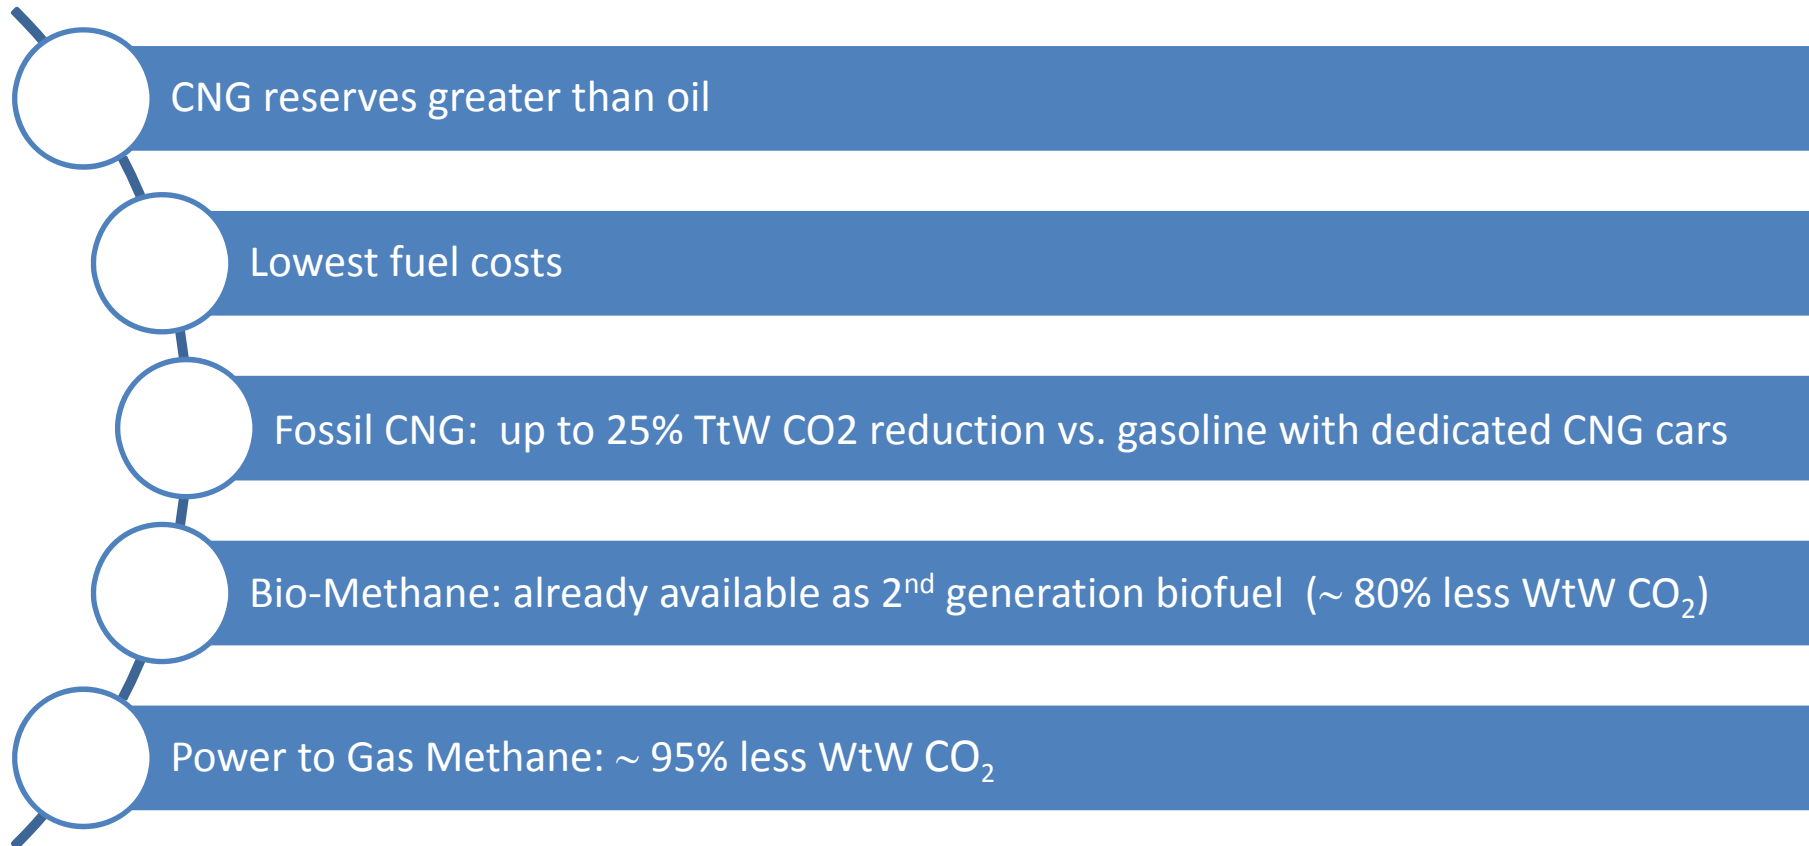 CNG reserves greater than oil
Lowest fuel costs
Fossil CNG:  up to 25% TtW CO2 reduction vs. gasoline with dedicated CNG cars
Bio-Methane: already available as 2nd generation biofuel  (~ 80% less WtW CO₂)
Power to Gas Methane: ~ 95% less WtW CO₂